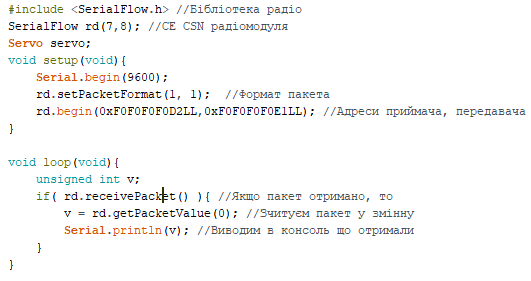 #include <SerialFlow.h> //Бібліотека радіо
SerialFlow rd(7,8); //CE CSN радіомодуля
Servo servo;
void setup(void){
    Serial.begin(9600);
    rd.setPacketFormat(1, 1);  //Формат пакета
    rd.begin(0xF0F0F0F0D2LL,0xF0F0F0F0E1LL); //Адреси приймача, передавача
}

void loop(void){
    unsigned int v;
    if( rd.receivePacket() ){ //Якщо пакет отримано, то
        v = rd.getPacketValue(0); //Зчитуєм пакет у змінну
        Serial.println(v); //Виводим в консоль що отримали
    }
}